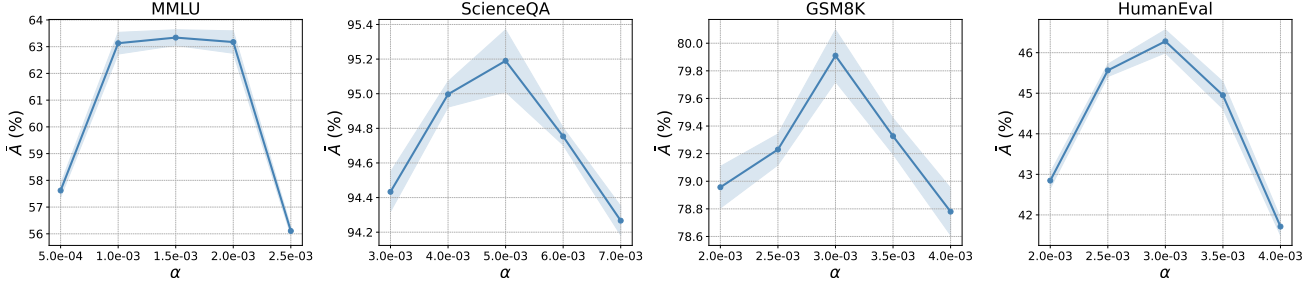 MMLU
64
63
62
61
60
59
58
57
56
Ā (%)
5.0e-04 1.0e-03 1.5e-03 2.0e-03 2.5e-03
α
ScienceQA
95.4
95.2
95.0
94.8
94.6
94.4
94.2
Ā (%)
3.0e-03 4.0e-03 5.0e-03 6.0e-03 7.0e-03
α
GSM8K
80.0
79.8
79.6
79.4
79.2
79.0
78.8
78.6
Ā (%)
2.0e-03 2.5e-03 3.0e-03 3.5e-03 4.0e-03
α
HumanEval
46
45
44
43
42
Ā (%)
2.0e-03 2.5e-03 3.0e-03 3.5e-03 4.0e-03
α